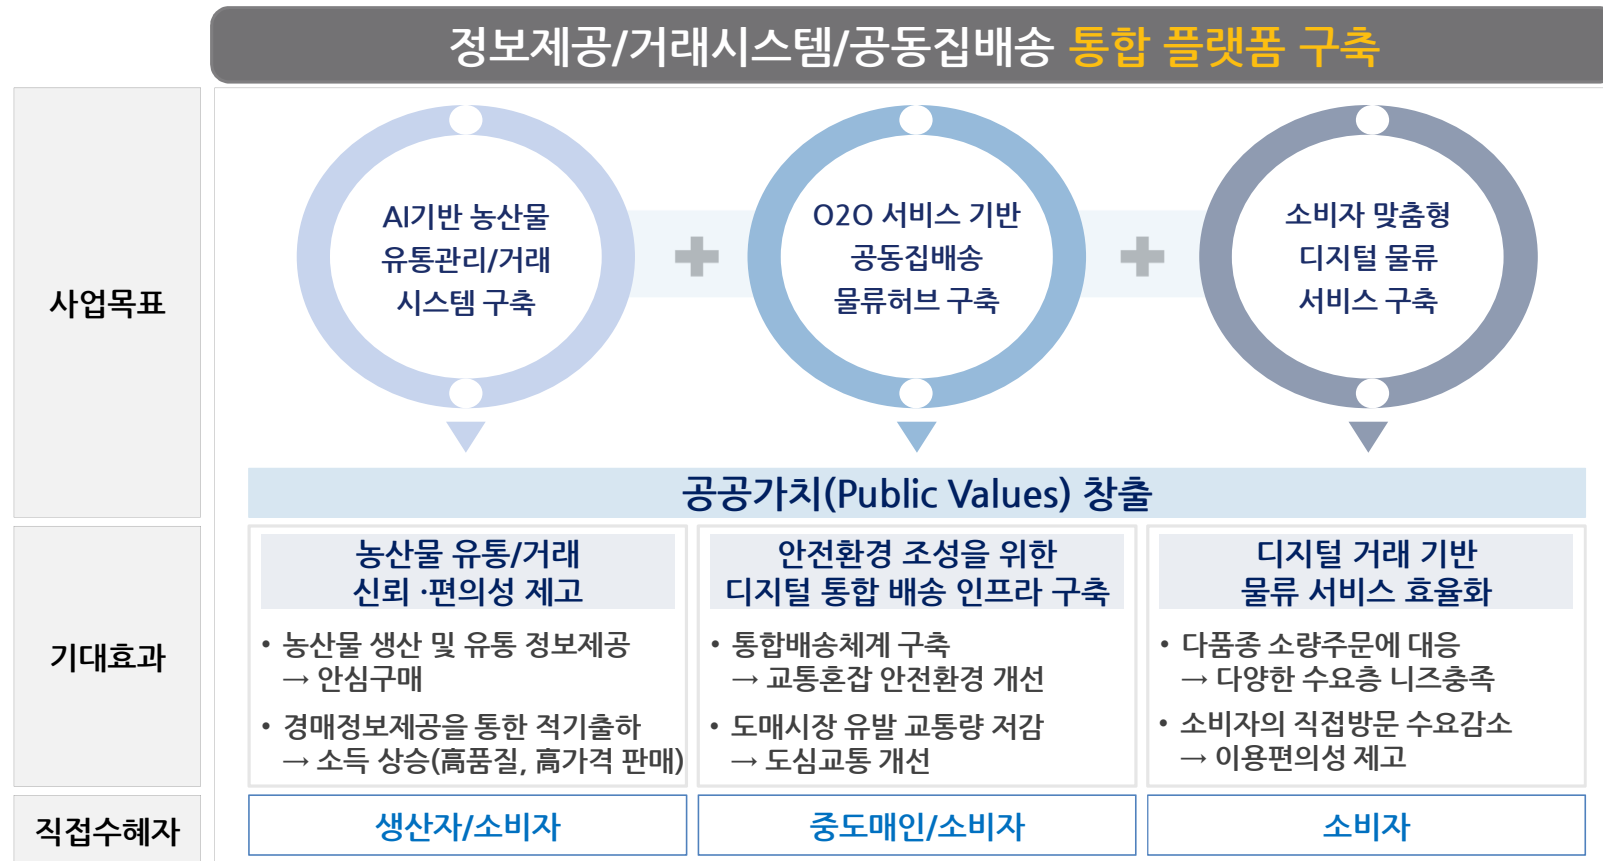 정보제공/거래시스템/공동집배송 통합 플랫폼 구축
사업목표
AI기반 농산물
유통관리/거래
시스템 구축
O2O 서비스 기반
공동집배송
물류허브 구축
소비자 맞춤형
디지털 물류
서비스 구축
공공가치(Public Values) 창출
기대효과
농산물 유통/거래
신뢰 ·편의성 제고
• 농산물 생산 및 유통 정보제공
→ 안심구매
• 경매정보제공을 통한 적기출하
→ 소득 상승(高품질, 高가격 판매)
안전환경 조성을 위한
디지털 통합 배송 인프라 구축
• 통합배송체계 구축
→ 교통혼잡 안전환경 개선
• 도매시장 유발 교통량 저감
→ 도심교통 개선
디지털 거래 기반
물류 서비스 효율화
• 다품종 소량주문에 대응
→ 다양한 수요층 니즈충족
• 소비자의 직접방문 수요감소
→ 이용편의성 제고
직접수혜자
생산자/소비자
중도매인/소비자
소비자